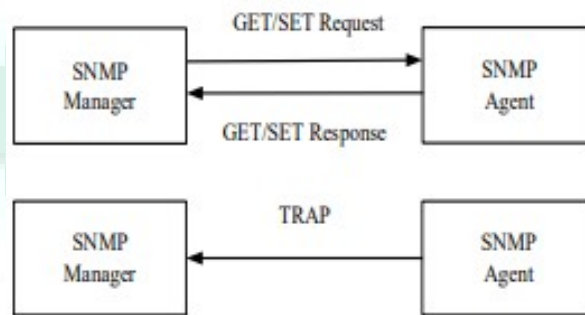 GET/SET Request
SNMP
Manager
SNMP
Agent
GET/SET Response
TRAP
SNMP
Manager
SNMP
Agent